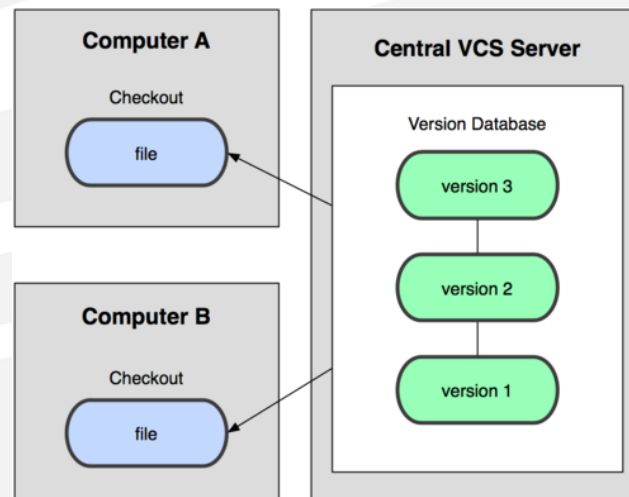 Computer A
Checkout
file
Central VCS Server
Version Database
version 3
version 2
version 1
Computer B
Checkout
file